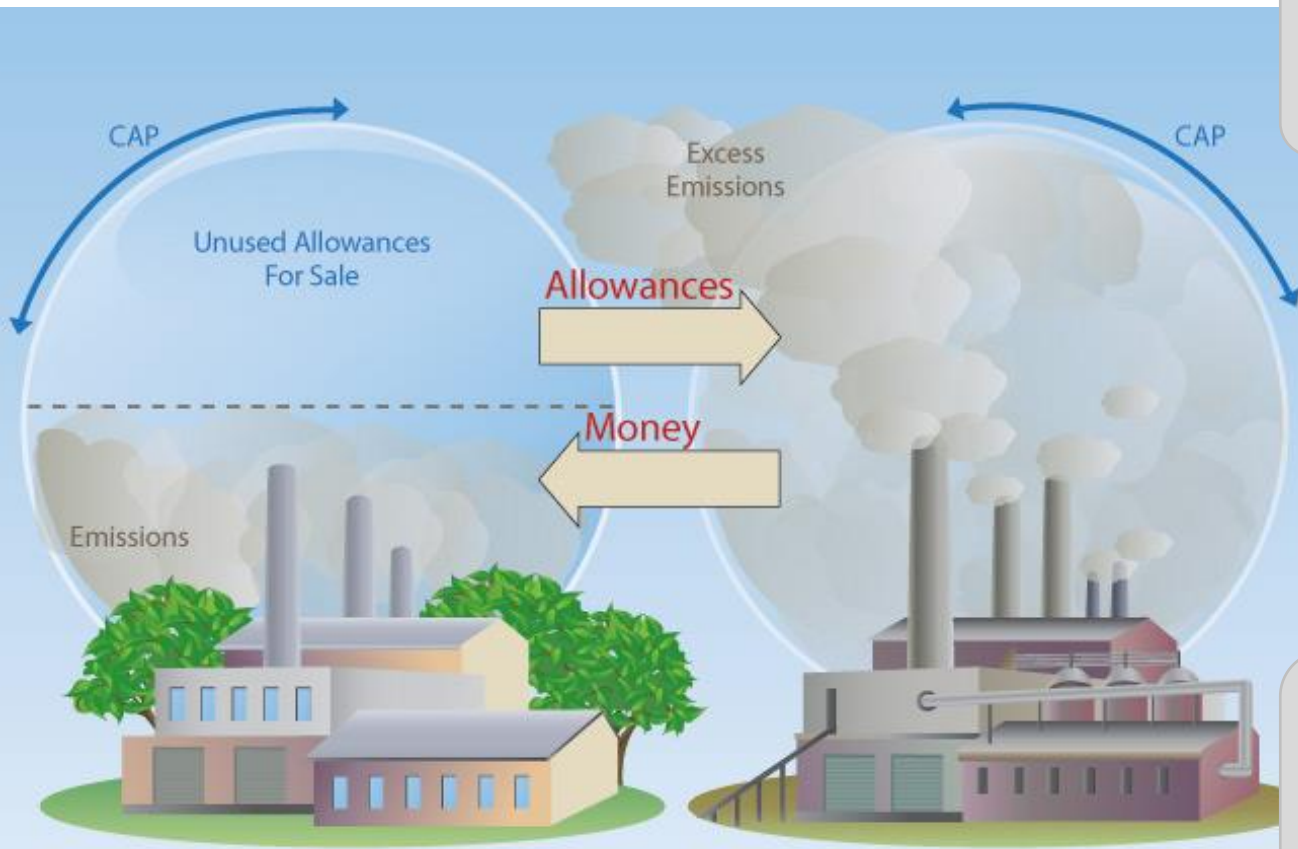 CAP
Unused Allowances
For Sale
Excess
Emissions
CAP
Allowances
Money
Emissions